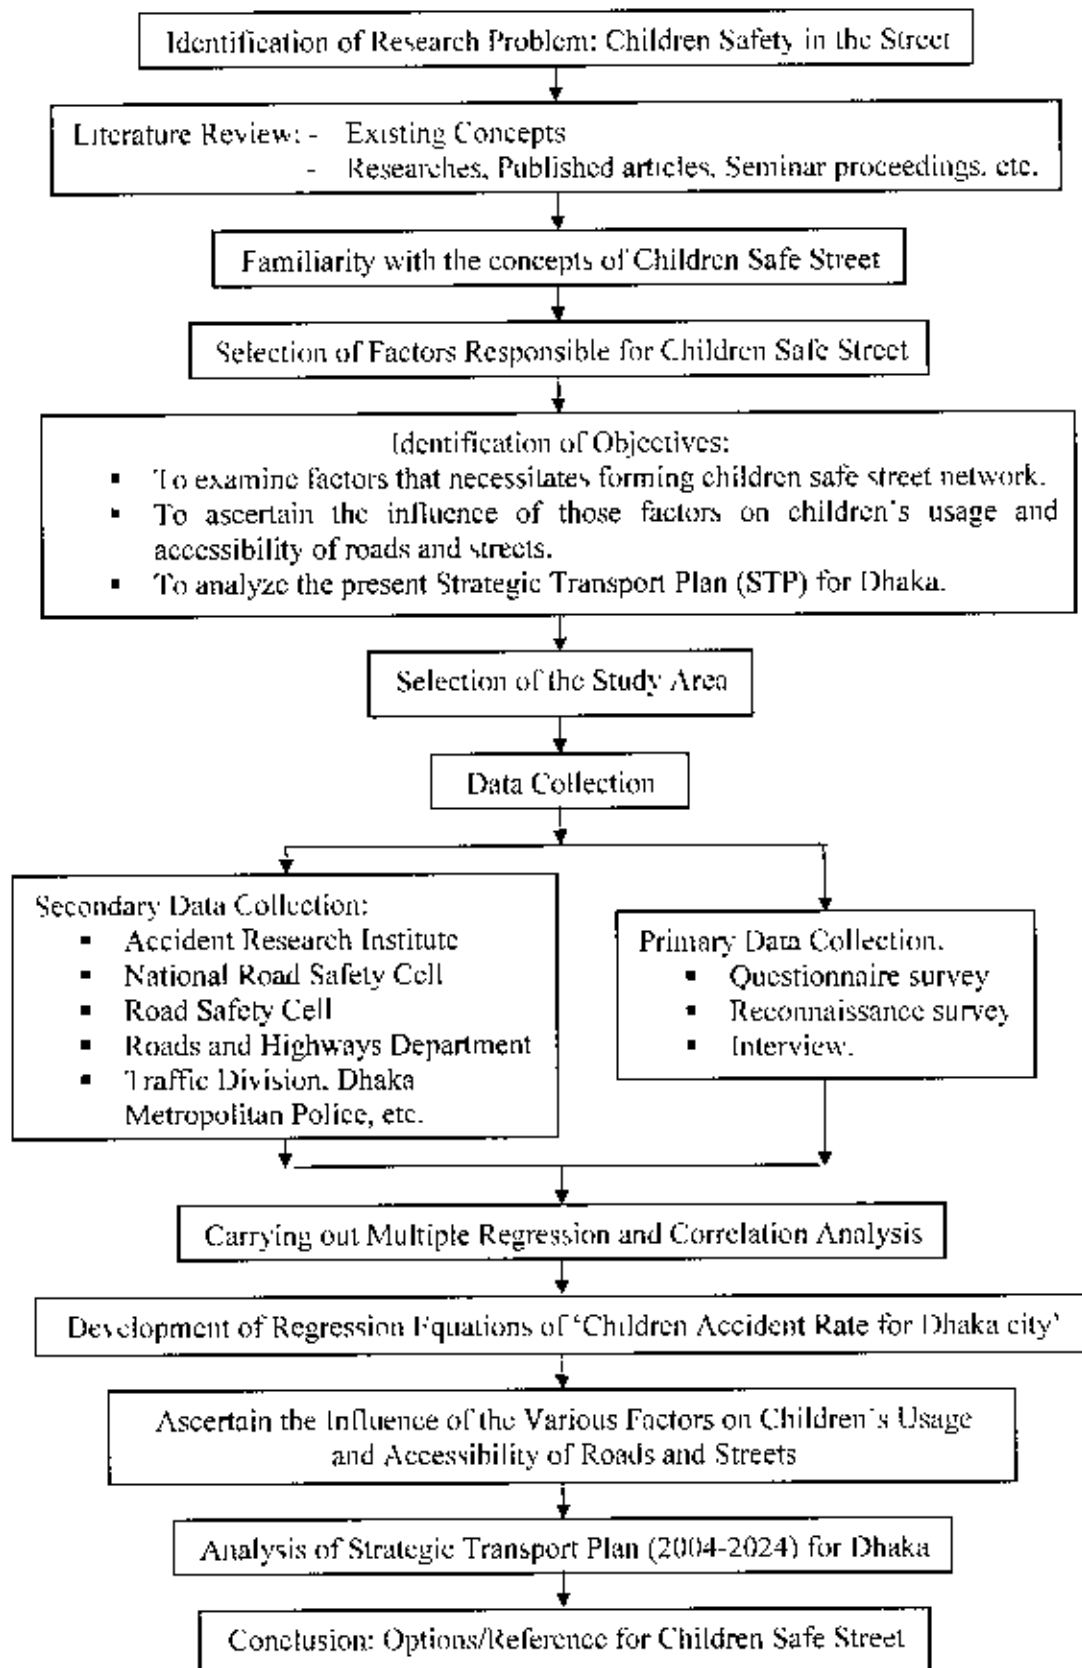 Identification of Research Problem: Children Safety in the Street
Literature Review: - Existing Concepts
- Researches, Published articles, Seminar proceedings, etc.
Familiarity with the concepts of Children Safe Street
Selection of Factors Responsible for Children Safe Street
Identification of Objectives:
▪ To examine factors that necessitates forming children safe street network.
▪ To ascertain the influence of those factors on children's usage and
accessibility of roads and streets.
▪ To analyze the present Strategic Transport Plan (STP) for Dhaka.
Selection of the Study Area
Data Collection
Secondary Data Collection:
▪ Accident Research Institute
▪ National Road Safety Cell
▪ Road Safety Cell
▪ Roads and Highways Department
▪ Traffic Division, Dhaka
Metropolitan Police, etc.
Primary Data Collection.
▪ Questionnaire survey
▪ Reconnaissance survey
▪ Interview.
Carrying out Multiple Regression and Correlation Analysis
Development of Regression Equations of ‘Children Accident Rate for Dhaka city’
Ascertain the Influence of the Various Factors on Children's Usage
and Accessibility of Roads and Streets
Analysis of Strategic Transport Plan (2004-2024) for Dhaka
Conclusion: Options/Reference for Children Safe Street